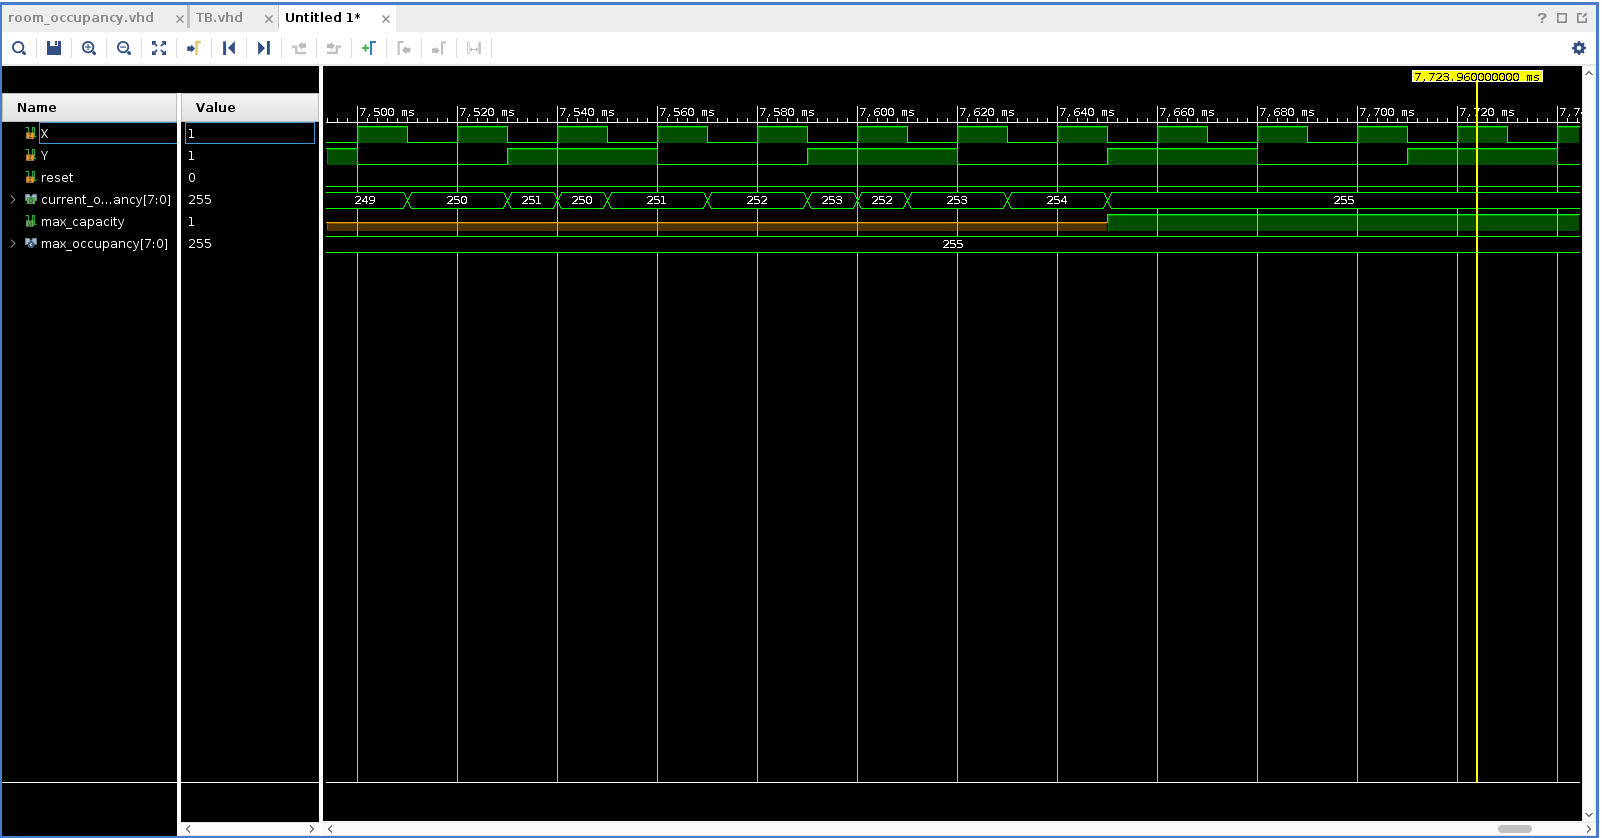 room_occupancy.vhd × TB.vhd × Untitled 1* × ?
7,723.960000000 ms
Name Value
7,500 ms 7,520 ms 7,540 ms 7,560 ms 7,580 ms 7,600 ms 7,620 ms 7,640 ms 7,660 ms 7,680 ms 7,700 ms 7,720 ms 7,7
X 1
Y 1
reset 0
current_o...ancy[7:0] 255 249 250 251 250 251 252 253 252 253 254 255
max_capacity 1
max_occupancy[7:0] 255 255